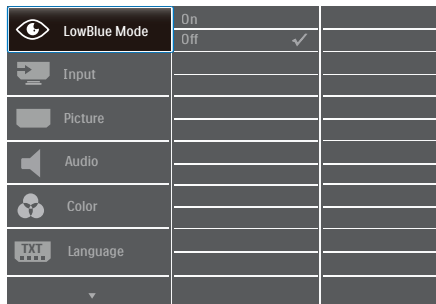 LowBlue Mode
On
Off
Input
Picture
Audio
Color
TXT
Language